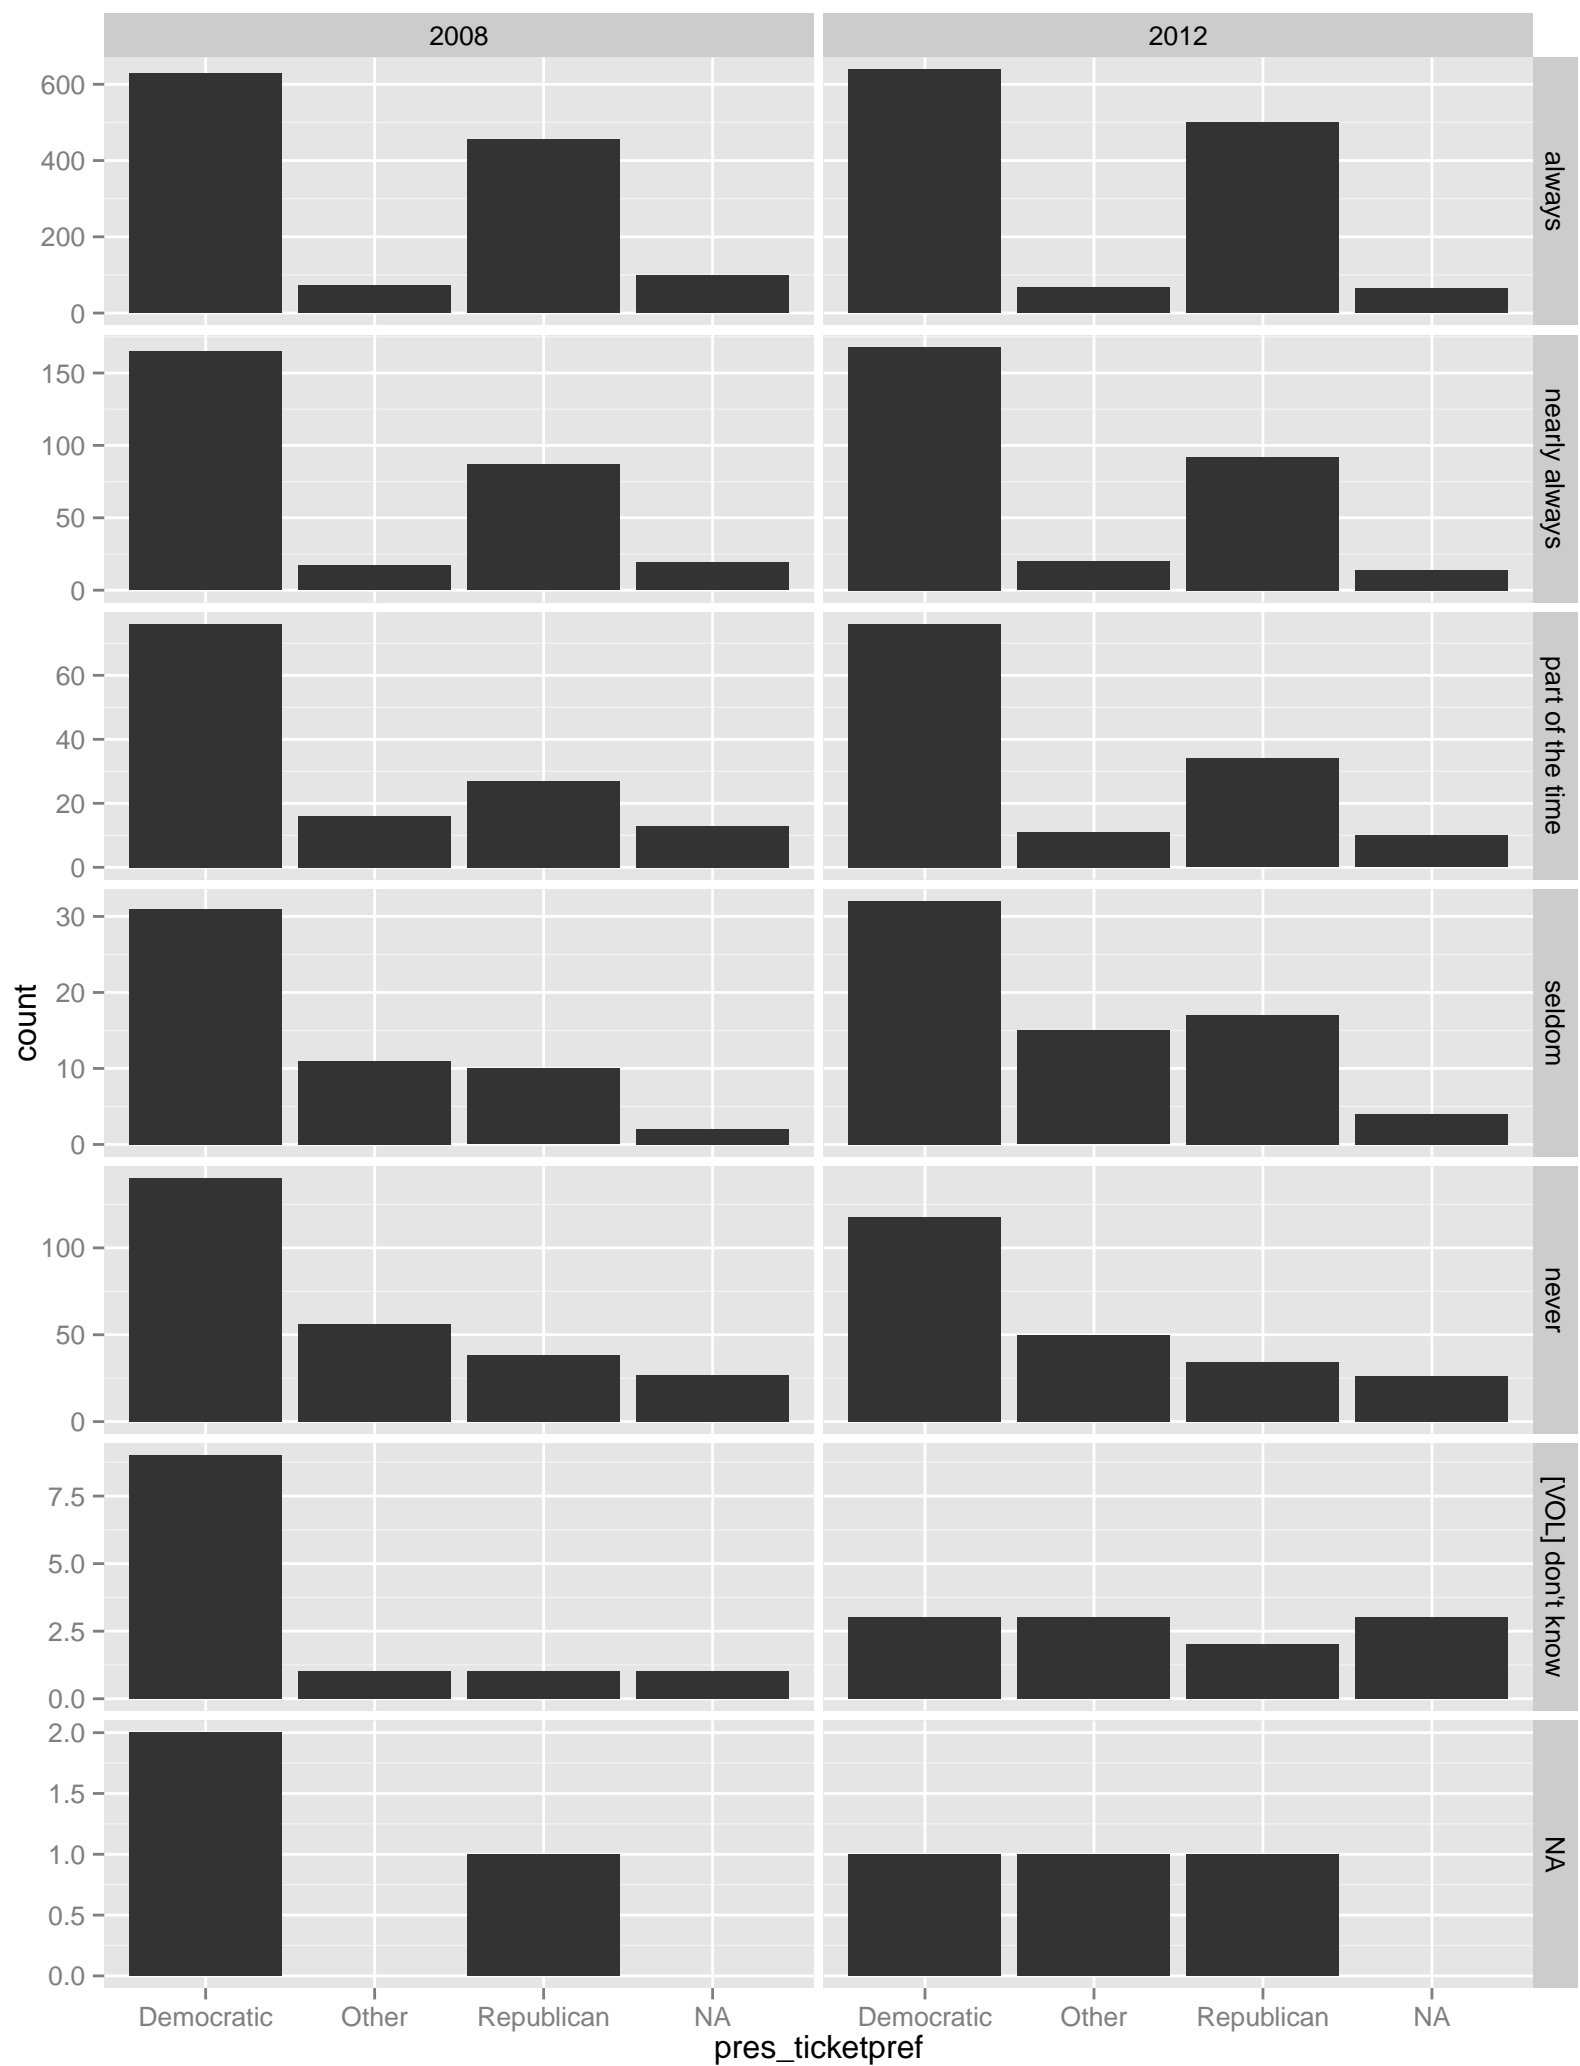 2008
2012
600
400
200
0
always
150
100
50
0
nearly always
60
40
20
0
part of the time
30
20
10
0
seldom
count
100
50
0
never
7.5
5.0
2.5
0.0
[VOL] don't know
2.0
1.5
1.0
0.5
0.0
NA
Democratic Other Republican NA
Democratic Other Republican NA
pres_ticketpref